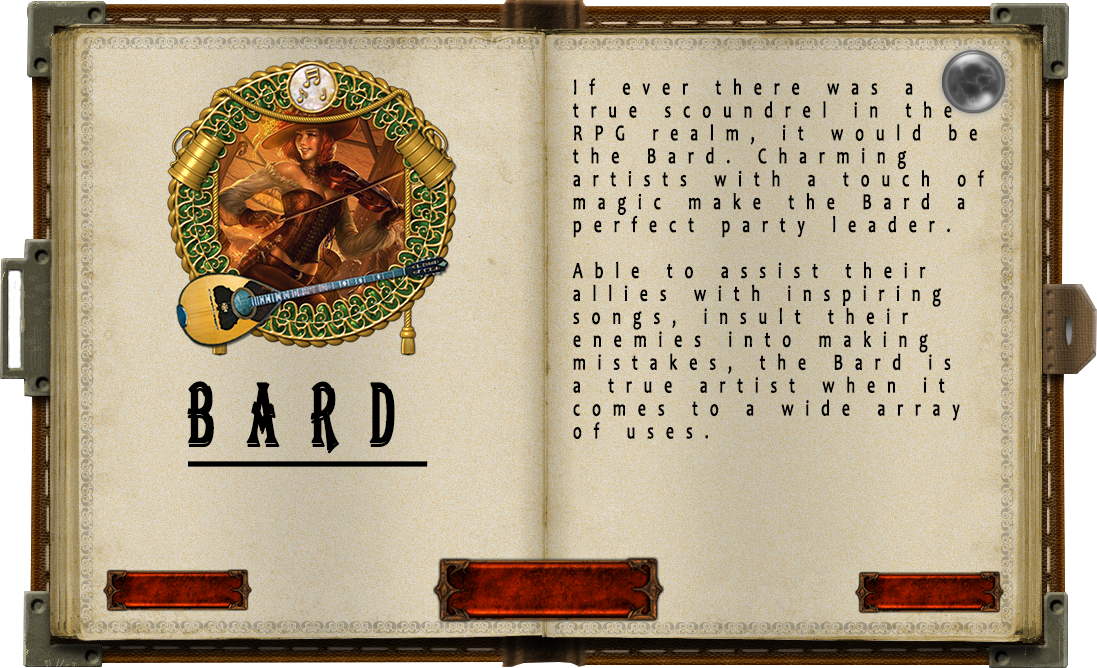 BARD
If ever there was a
true scoundrel in the
RPG realm, it would be
the Bard. Charming
artists with a touch of
magic make the Bard a
perfect party leader.
Able to assist their
allies with inspiring
songs, insult their
enemies into making
mistakes, the Bard is
a true artist when it
comes to a wide array
of uses.